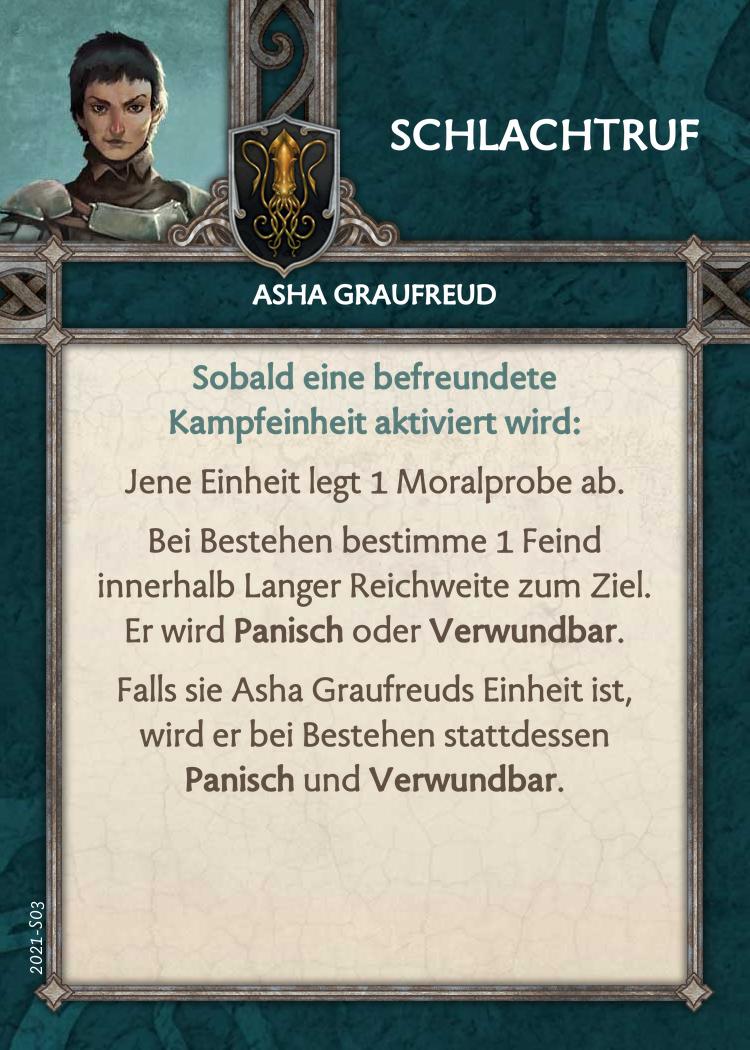 SCHLACHTRUF
ASHA GRAUFREUD
Sobald eine befreundete
Kampfeinheit aktiviert wird:
Jene Einheit legt 1 Moralprobe ab.
Bei Bestehen bestimme 1 Feind
innerhalb Langer Reichweite zum Ziel.
Er wird Panisch oder Verwundbar.
Falls sie Asha Graufreuds Einheit ist,
wird er bei Bestehen stattdessen
Panisch und Verwundbar.
2021-S03